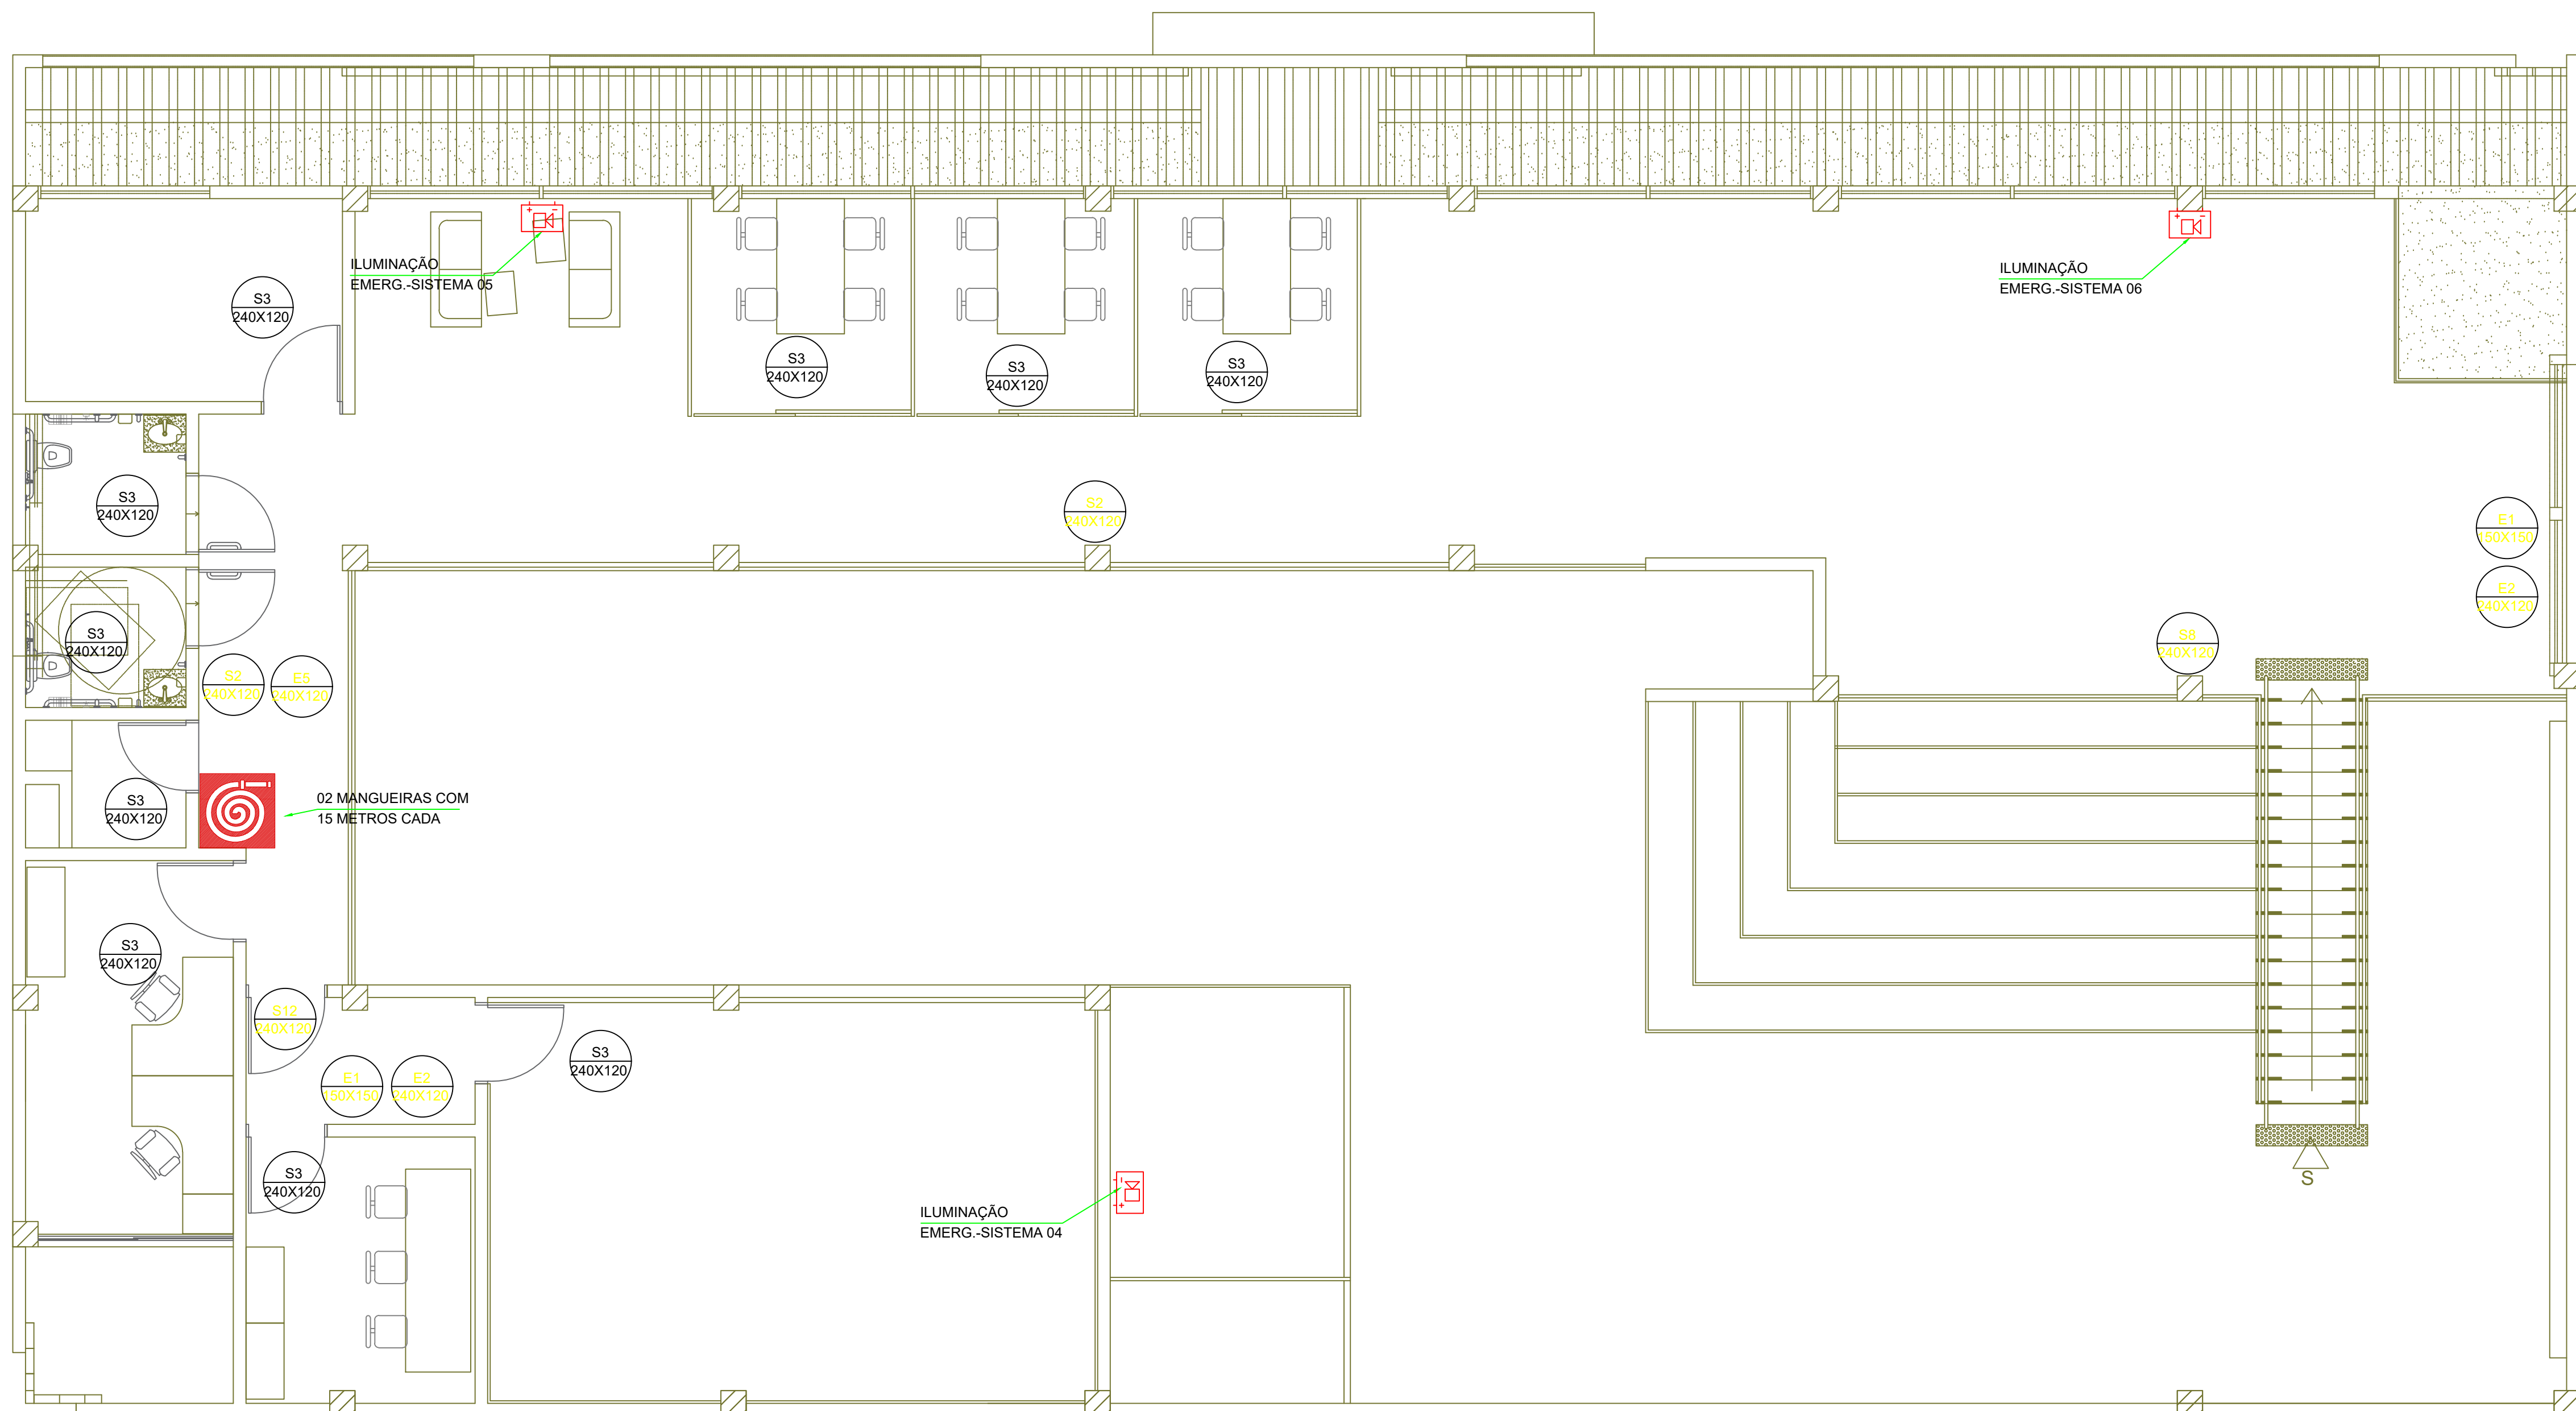 ILUMINAÇÃO
EMERG.-SISTEMA 05
ILUMINAÇÃO
EMERG.-SISTEMA 06
S3
240X120
S3
240X120
S3
240X120
S3
240X120
S3
240X120
S2
240X120
E1
150X150
E2
240X120
S3
240X120
S2
240X120
E5
240X120
S8
240X120
S3
240X120
02 MANGUEIRAS COM
15 METROS CADA
S3
240X120
S12
240X120
E1
150X150
E2
240X120
S3
240X120
S3
240X120
ILUMINAÇÃO
EMERG.-SISTEMA 04
S